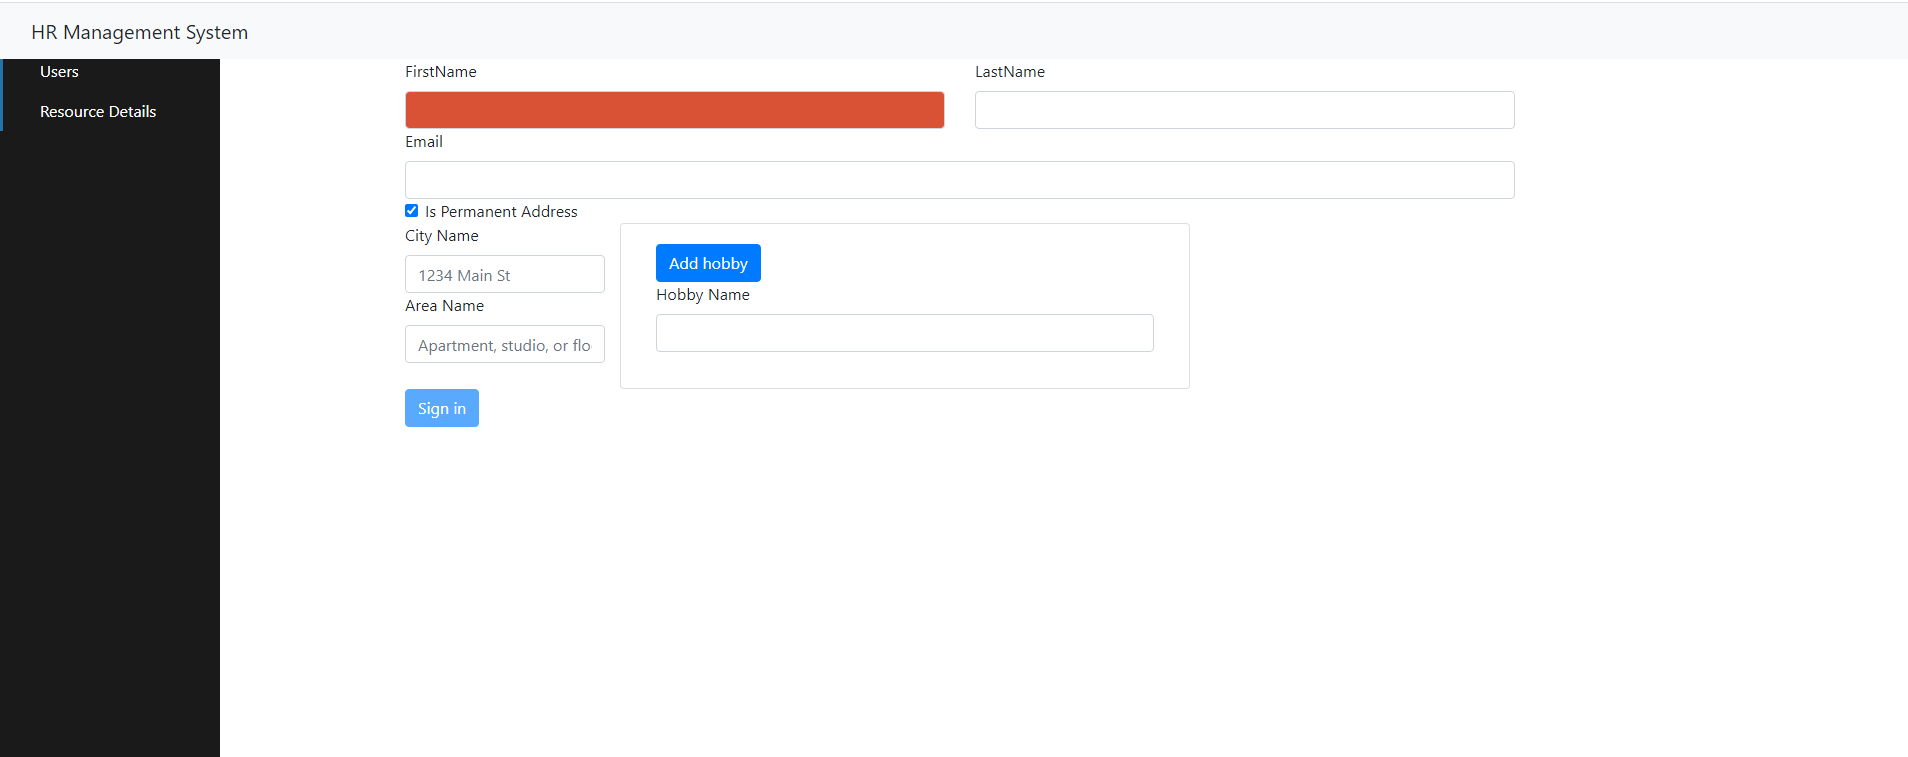 HR Management System
Users
Resource Details
FirstName
LastName
Email
Is Permanent Address
City Name
1234 Main St
Area Name
Apartment, studio, or flo
Add hobby
Hobby Name
Sign in